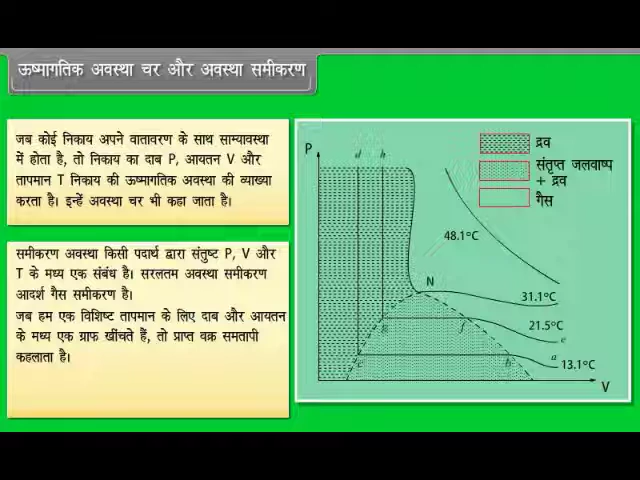 ऊष्मागतिक अवस्था चर और अवस्था समीकरण
जब कोई निकाय अपने वातावरण के साथ साम्यावस्था
में होता है, तो निकाय का दाब P, आयतन V और
तापमान T निकाय की ऊष्मागतिक अवस्था की व्याख्या
करता है। इन्हें अवस्था चर भी कहा जाता है।
समीकरण अवस्था किसी पदार्थ द्वारा संतुष्ट P, V और
T के मध्य एक संबंध है। सरलतम अवस्था समीकरण
आदर्श गैस समीकरण है।
जब हम एक विशिष्ट तापमान के लिए दाब और आयतन
के मध्य एक ग्राफ खींचते हैं, तो प्राप्त वक्र समतापी
कहलाता है।
P
d h
द्रव
संतृप्त जलवाष्प
+ द्रव
गैस
48.1°C
N
31.1°C
g f
21.5°C
e
c b
a
13.1°C
V